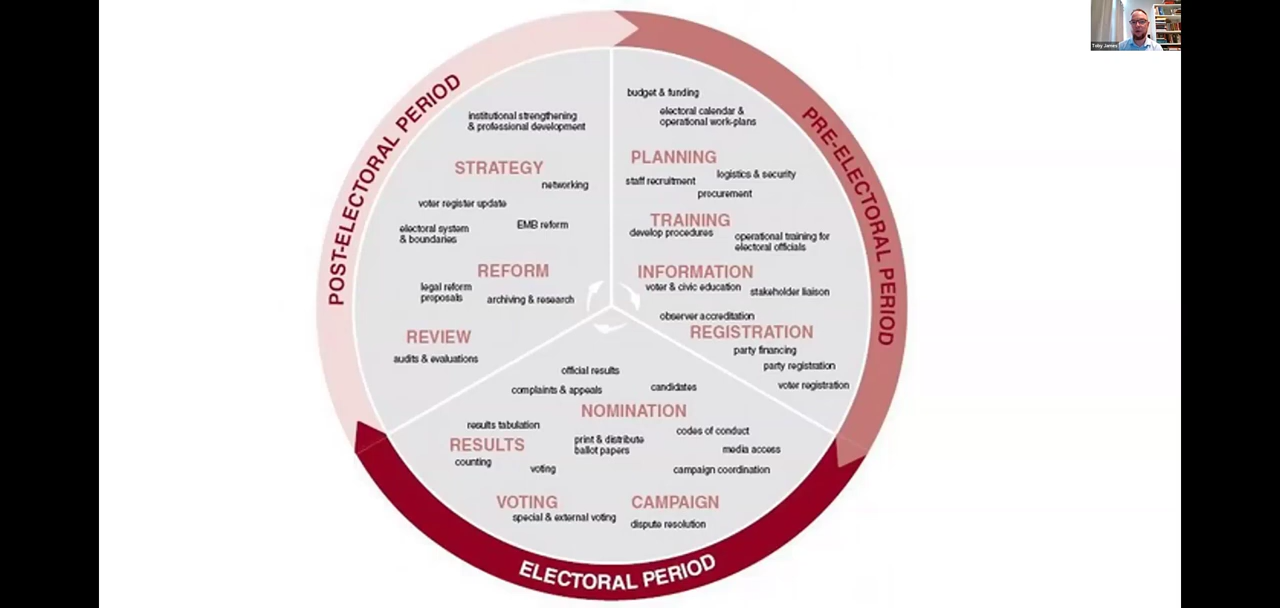 Toby James
POST-ELECTORAL PERIOD
institutional strengthening
& professional development
STRATEGY
networking
voter register update
electoral system
& boundaries
EMB reform
REFORM
legal reform
proposals
archiving & research
REVIEW
audits & evaluations
PRE-ELECTORAL PERIOD
budget & funding
electoral calendar &
operational work-plans
PLANNING
logistics & security
staff recruitment
procurement
TRAINING
develop procedures
operational training for
electoral officials
INFORMATION
voter & civic education
stakeholder liaison
observer accreditation
REGISTRATION
party financing
party registration
voter registration
official results
complaints & appeals
candidates
NOMINATION
results tabulation
codes of conduct
RESULTS
print & distribute
ballot papers
media access
counting
voting
campaign coordination
VOTING
CAMPAIGN
special & external voting
dispute resolution
ELECTORAL PERIOD